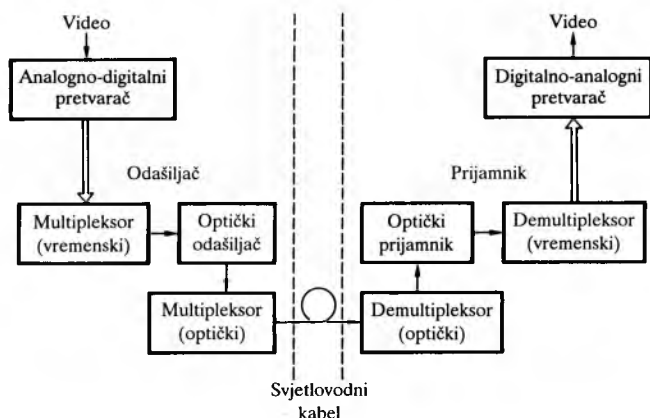 Video
Analogno-digitalni
pretvarač
Odašiljač
Multipleksor
(vremenski)
Optički
odašiljač
Multipleksor
(optički)
Svjetlovodni
kabel
Video
Digitalno-analogni
pretvarač
Prijamnik
Optički
prijamnik
Demultipleksor
(vremenski)
Demultipleksor
(optički)